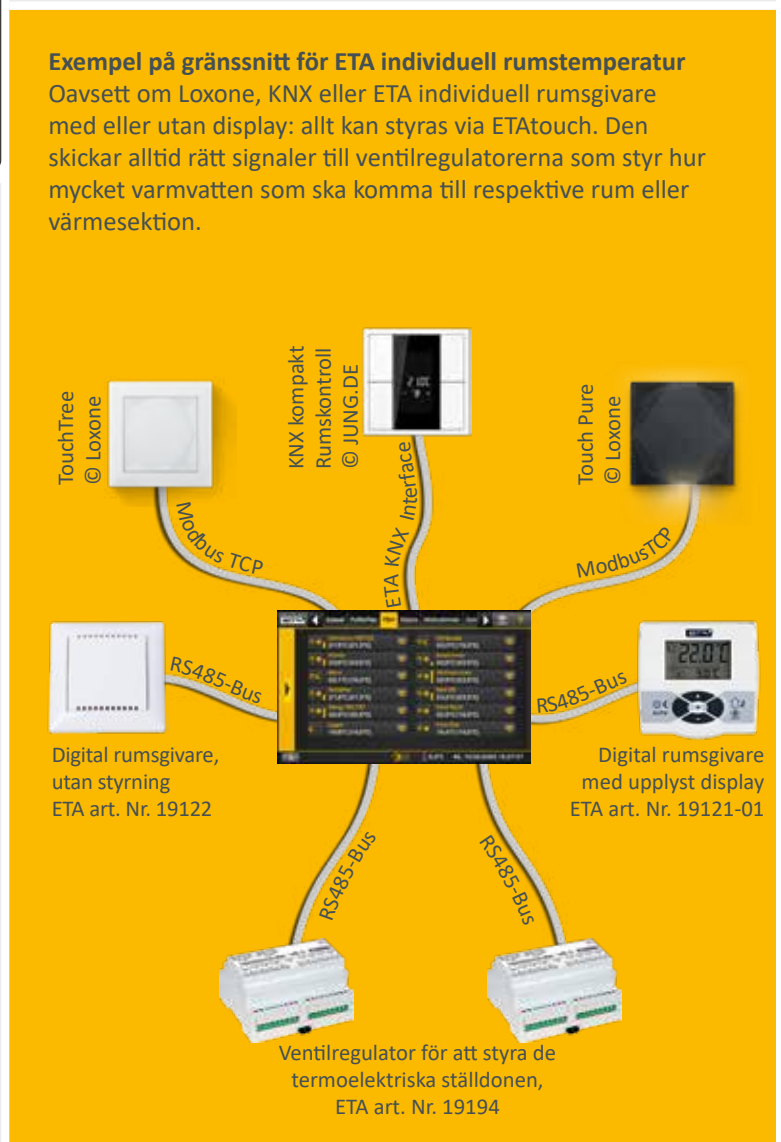 Exempel på gränssnitt för ETA individuell rumstemperatur
Oavsett om Loxone, KNX eller ETA individuell rumsgivare
med eller utan display: allt kan styras via ETAtouch. Den
skickar alltid rätt signaler till ventilregulatorerna som styr hur
mycket varmvatten som ska komma till respektive rum eller
värmesektion.
TouchTree
© Loxone
KNX kompakt
Rumskontroll
© JUNG.DE
Touch Pure
© Loxone
Modbus TCP
ETA KNX Interface
ModbusTCP
RS485-Bus
RS485-Bus
22.0°C
Digital rumsgivare,
utan styrning
ETA art. Nr. 19122
Digital rumsgivare
med upplyst display
ETA art. Nr. 19121-01
RS485-Bus
RS485-Bus
Ventilregulator för att styra de
termoelektriska ställdonen,
ETA art. Nr. 19194